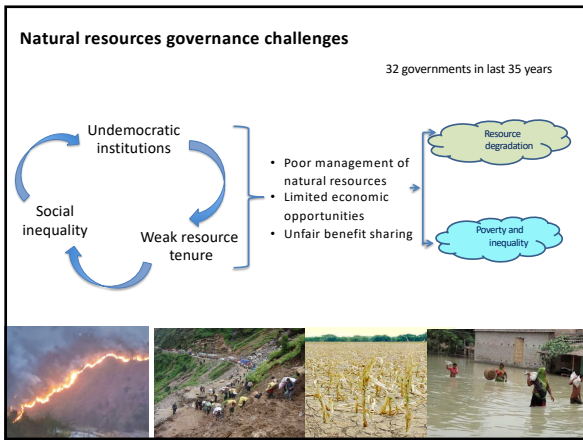 Natural resources governance challenges
32 governments in last 35 years
Undemocratic
institutions
Social
inequality
Weak resource
tenure
• Poor management of
natural resources
• Limited economic
opportunities
• Unfair benefit sharing
Resource
degradation
Poverty and
inequality